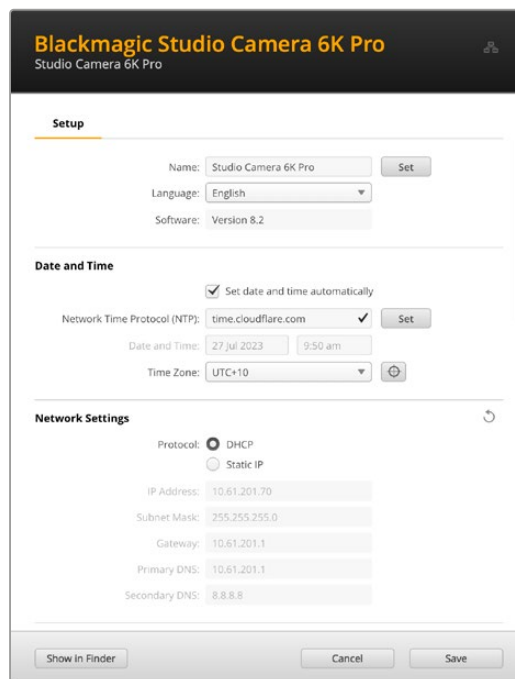 Blackmagic Studio Camera 6K Pro
Studio Camera 6K Pro
Setup
Name: Studio Camera 6K Pro Set
Language: English
Software: Version 8.2
Date and Time
Set date and time automatically
Network Time Protocol (NTP): time.cloudflare.com Set
Date and Time: 27 Jul 2023 9:50 am
Time Zone: UTC+10
Network Settings
Protocol: DHCP
Static IP
IP Address: 10.61.201.70
Subnet Mask: 255.255.255.0
Gateway: 10.61.201.1
Primary DNS: 10.61.201.1
Secondary DNS: 8.8.8.8
Show in Finder Cancel Save